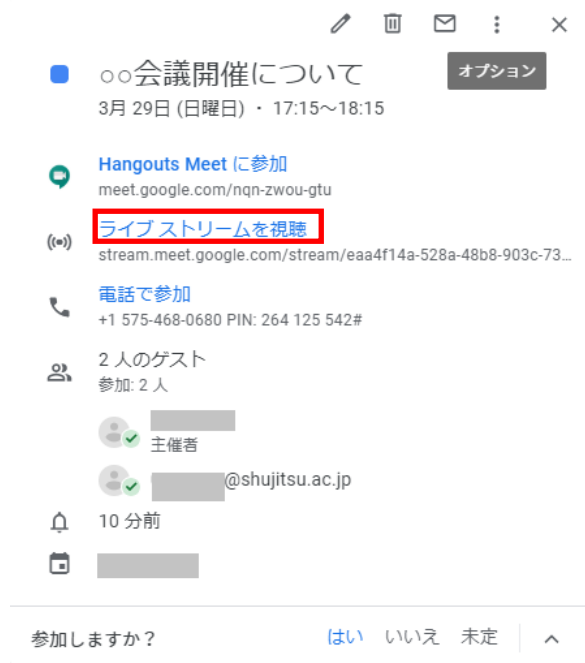 ○○会議開催について
オプション
3月 29日 (日曜日) ・ 17:15～18:15
Hangouts Meet に参加
meet.google.com/nqn-zwou-gtu
ライブ ストリームを視聴
stream.meet.google.com/stream/eaa4f14a-528a-48b8-903c-73…
電話で参加
+1 575-468-0680 PIN: 264 125 542#
2 人のゲスト
参加: 2 人
主催者
@shujitsu.ac.jp
10 分前
参加しますか？ はい いいえ 未定